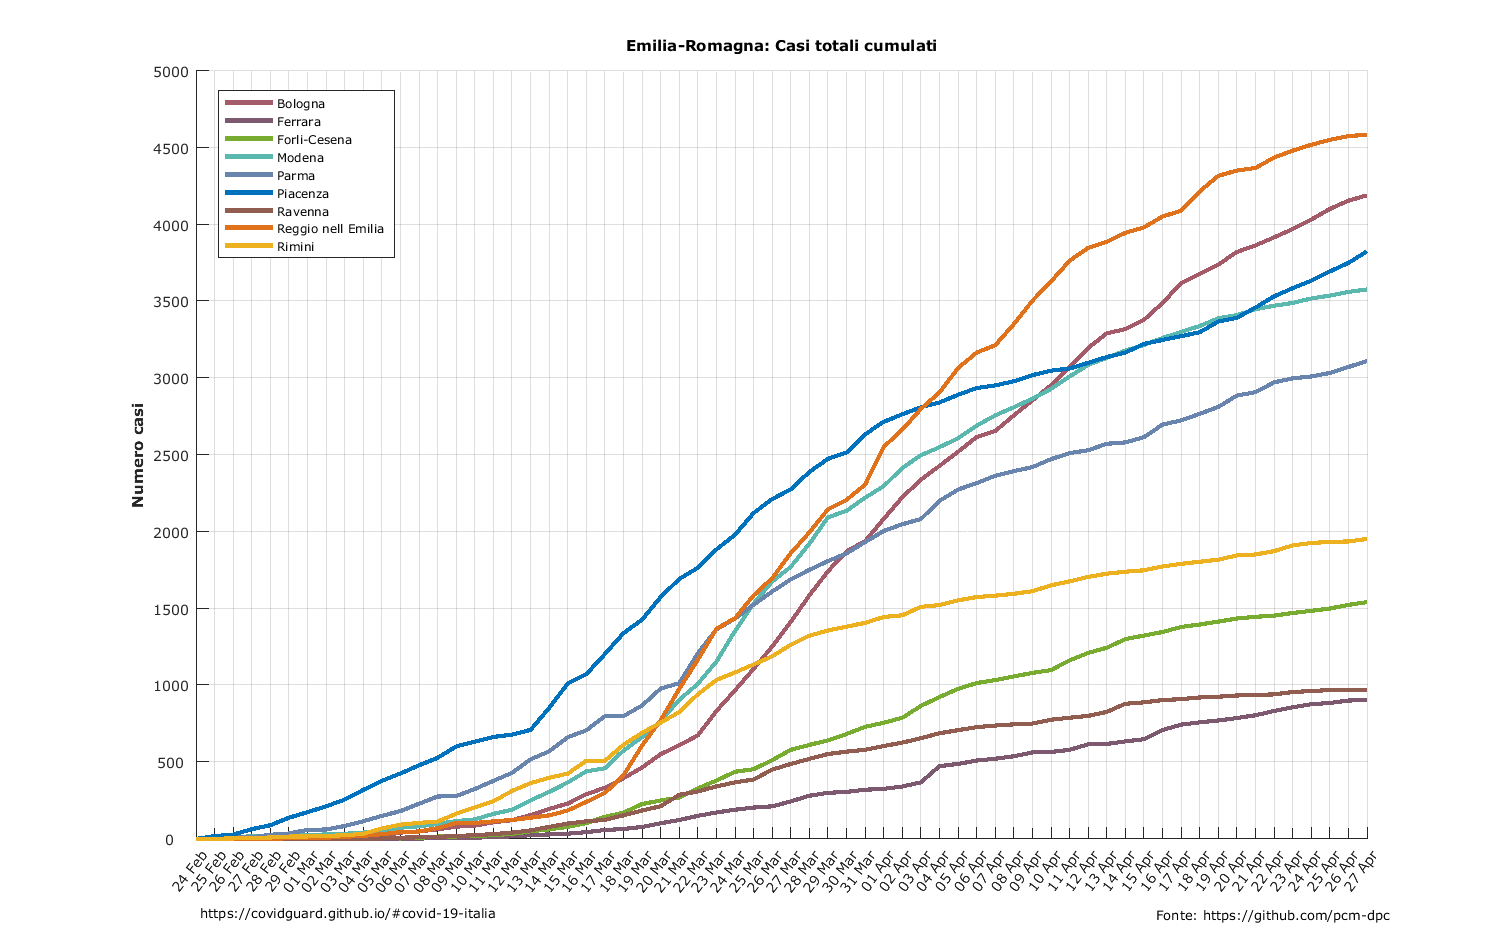 Emilia-Romagna: Casi totali cumulati
5000
4500
4000
3500
3000
2500
2000
1500
1000
500
0
Numero casi
Bologna
Ferrara
Forlì-Cesena
Modena
Parma
Piacenza
Ravenna
Reggio nell Emilia
Rimini
24 Feb
25 Feb
26 Feb
27 Feb
28 Feb
29 Feb
01 Mar
02 Mar
03 Mar
04 Mar
05 Mar
06 Mar
07 Mar
08 Mar
09 Mar
10 Mar
11 Mar
12 Mar
13 Mar
14 Mar
15 Mar
16 Mar
17 Mar
18 Mar
19 Mar
20 Mar
21 Mar
22 Mar
23 Mar
24 Mar
25 Mar
26 Mar
27 Mar
28 Mar
29 Mar
30 Mar
31 Mar
01 Apr
02 Apr
03 Apr
04 Apr
05 Apr
06 Apr
07 Apr
08 Apr
09 Apr
10 Apr
11 Apr
12 Apr
13 Apr
14 Apr
15 Apr
16 Apr
17 Apr
18 Apr
19 Apr
20 Apr
21 Apr
22 Apr
23 Apr
24 Apr
25 Apr
26 Apr
27 Apr
https://covidguard.github.io/#covid-19-italia
Fonte: https://github.com/pcm-dpc